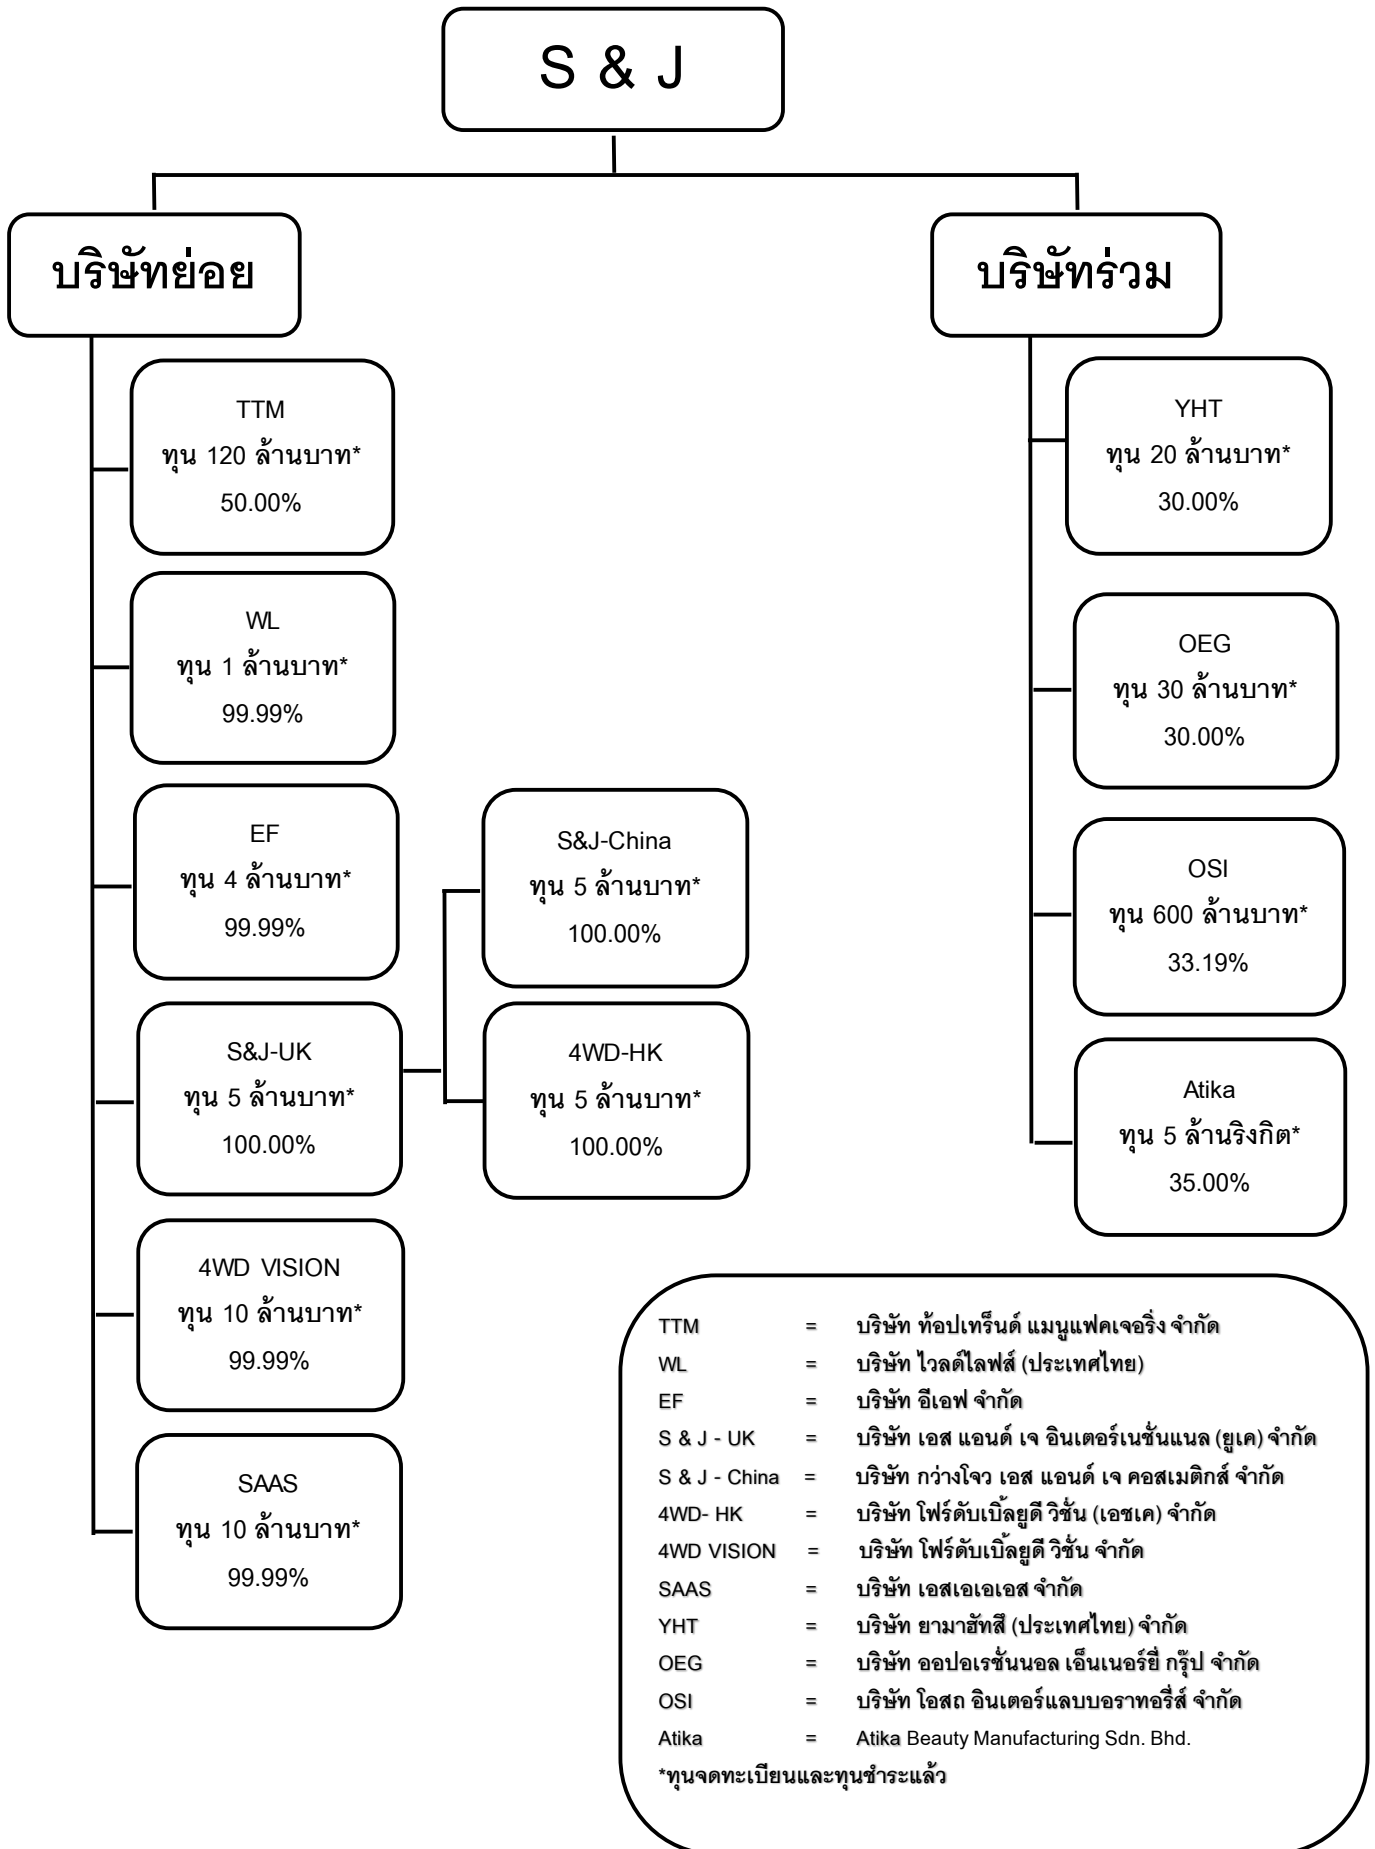 S & J
บริษัทย่อย
บริษัทร่วม
TTM
ทุน 120 ล้านบาท*
50.00%
WL
ทุน 1 ล้านบาท*
99.99%
EF
ทุน 4 ล้านบาท*
99.99%
S&J-UK
ทุน 5 ล้านบาท*
100.00%
S&J-China
ทุน 5 ล้านบาท*
100.00%
4WD-HK
ทุน 5 ล้านบาท*
100.00%
4WD VISION
ทุน 10 ล้านบาท*
99.99%
SAAS
ทุน 10 ล้านบาท*
99.99%
YHT
ทุน 20 ล้านบาท*
30.00%
OEG
ทุน 30 ล้านบาท*
30.00%
OSI
ทุน 600 ล้านบาท*
33.19%
Atika
ทุน 5 ล้านริงกิต*
35.00%
TTM = บริษัท ท้อปเทร็นด์ แมนูแฟคเจอริ่ง จำกัด
WL = บริษัท ไวลด์ไลฟส์ (ประเทศไทย)
EF = บริษัท อีเอฟ จำกัด
S & J - UK = บริษัท เอส แอนด์ เจ อินเตอร์เนชั่นแนล (ยูเค) จำกัด
S & J - China = บริษัท กว่างโจว เอส แอนด์ เจ คอสเมติกส์ จำกัด
4WD- HK = บริษัท โฟร์ดับเบิ้ลยูดี วิชั่น (เอชเค) จำกัด
4WD VISION = บริษัท โฟร์ดับเบิ้ลยูดี วิชั่น จำกัด
SAAS = บริษัท เอสเอเอเอส จำกัด
YHT = บริษัท ยามาฮัทสึ (ประเทศไทย) จำกัด
OEG = บริษัท ออปอเรชั่นนอล เอ็นเนอร์ยี่ กรุ๊ป จำกัด
OSI = บริษัท โอสถ อินเตอร์แลบบอราทอรี่ส์ จำกัด
Atika = Atika Beauty Manufacturing Sdn. Bhd.
*ทุนจดทะเบียนและทุนชำระแล้ว